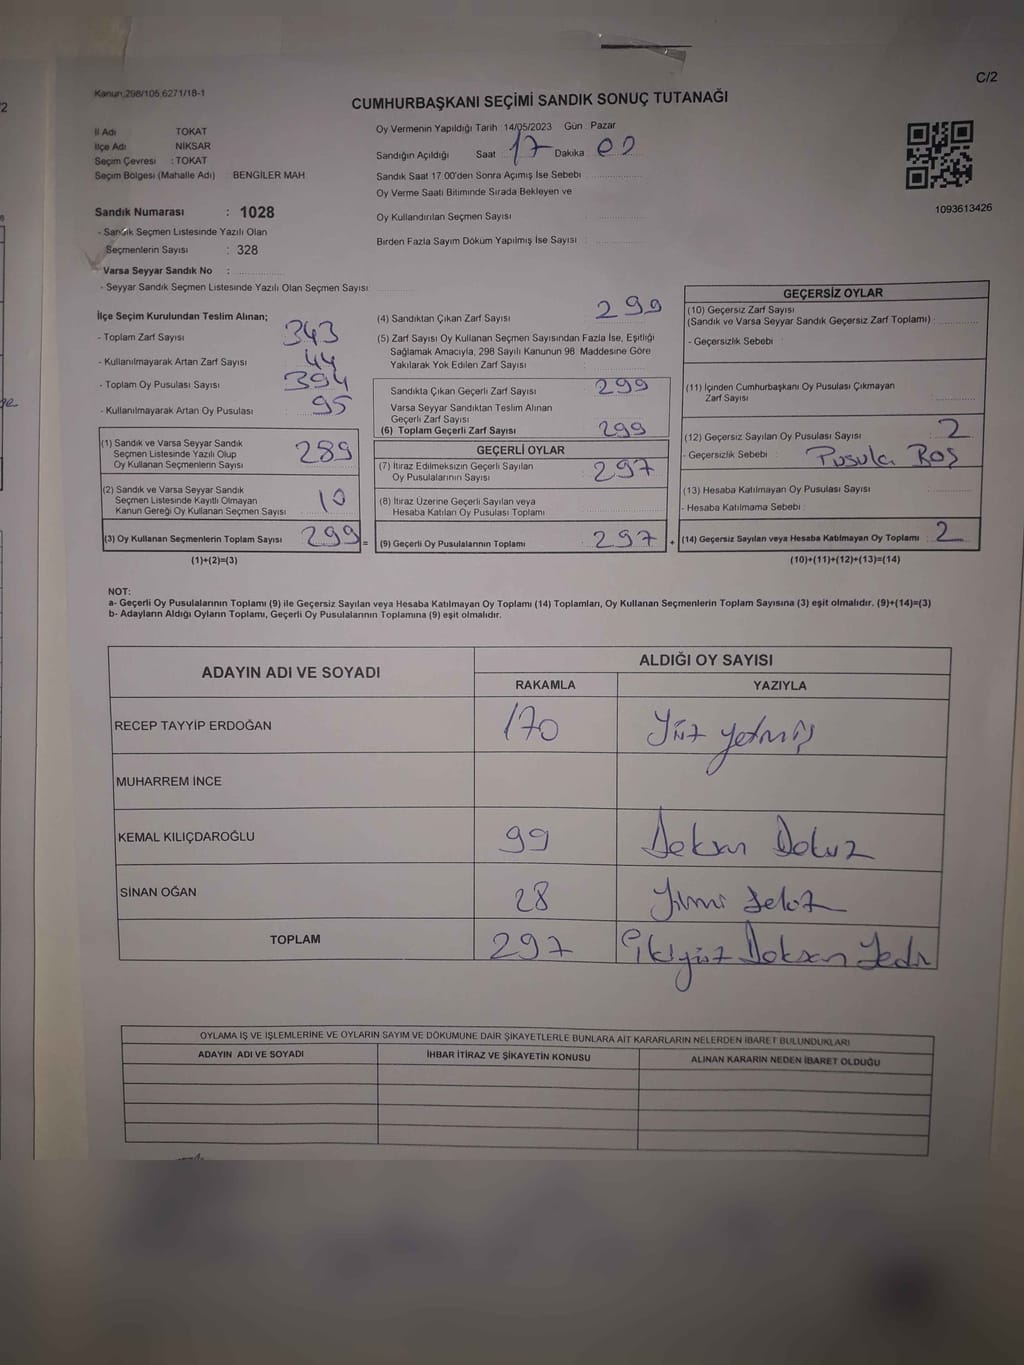 C/2
Kanun:298/105,6271/18-1
CUMHURBAŞKANI SEÇİMİ SANDIK SONUÇ TUTANAĞI
İl Adı TOKAT
İlçe Adı NİKSAR
Seçim Çevresi : TOKAT
Seçim Bölgesi (Mahalle Adı) : BENGİLER MAH
Sandık Numarası : 1028
- Sandık Seçmen Listesinde Yazılı Olan
Seçmenlerin Sayısı : 328
Varsa Seyyar Sandık No :
- Seyyar Sandık Seçmen Listesinde Yazılı Olan Seçmen Sayısı
Oy Vermenin Yapıldığı Tarih : 14/05/2023 Gün : Pazar
Sandığın Açıldığı Saat 17 Dakika 00
Sandık Saat 17:00'den Sonra Açımış İse Sebebi :
Oy Verme Saati Bitiminde Sırada Bekleyen ve
Oy Kullandırılan Seçmen Sayısı :
Birden Fazla Sayım Döküm Yapılmış İse Sayısı :
1093613426
İlçe Seçim Kurulundan Teslim Alınan;
- Toplam Zarf Sayısı 343
- Kullanılmayarak Artan Zarf Sayısı 44
- Toplam Oy Pusulası Sayısı 394
- Kullanılmayarak Artan Oy Pusulası : 95
(1) Sandık ve Varsa Seyyar Sandık
Seçmen Listesinde Yazılı Olup
Oy Kullanan Seçmenlerin Sayısı 289
(2) Sandık ve Varsa Seyyar Sandık
Seçmen Listesinde Kayıtlı Olmayan
Kanun Gereği Oy Kullanan Seçmen Sayısı 10
(3) Oy Kullanan Seçmenlerin Toplam Sayısı 299 =
(1)+(2)=(3)
(4) Sandıktan Çıkan Zarf Sayısı : 299
(5) Zarf Sayısı Oy Kullanan Seçmen Sayısından Fazla İse, Eşitliği
Sağlamak Amacıyla, 298 Sayılı Kanunun 98. Maddesine Göre
Yakılarak Yok Edilen Zarf Sayısı
Sandıkta Çıkan Geçerli Zarf Sayısı : 299
Varsa Seyyar Sandıktan Teslim Alınan
Geçerli Zarf Sayısı
(6) Toplam Geçerli Zarf Sayısı 299
GEÇERLİ OYLAR
(7) İtiraz Edilmeksizin Geçerli Sayılan
Oy Pusulalarının Sayısı : 297
(8) İtiraz Üzerine Geçerli Sayılan veya
Hesaba Katılan Oy Pusulası Toplamı
(9) Geçerli Oy Pusulalarının Toplamı : 297 +
GEÇERSİZ OYLAR
(10) Geçersiz Zarf Sayısı
(Sandık ve Varsa Seyyar Sandık Geçersiz Zarf Toplamı) :
- Geçersizlik Sebebi :
(11) İçinden Cumhurbaşkanı Oy Pusulası Çıkmayan
Zarf Sayısı
(12) Geçersiz Sayılan Oy Pusulası Sayısı : 2
- Geçersizlik Sebebi : Pusula Boş
(13) Hesaba Katılmayan Oy Pusulası Sayısı
- Hesaba Katılmama Sebebi :
(14) Geçersiz Sayılan veya Hesaba Katılmayan Oy Toplamı : 2
(10)+(11)+(12)+(13)=(14)
NOT:
a- Geçerli Oy Pusulalarının Toplamı (9) ile Geçersiz Sayılan veya Hesaba Katılmayan Oy Toplamı (14) Toplamları, Oy Kullanan Seçmenlerin Toplam Sayısına (3) eşit olmalıdır. (9)+(14)=(3)
b- Adayların Aldığı Oyların Toplamı, Geçerli Oy Pusulalarının Toplamına (9) eşit olmalıdır.
ADAYIN ADI VE SOYADI ALDIĞI OY SAYISI
RAKAMLA YAZIYLA
RECEP TAYYİP ERDOĞAN 170 Yüz yetmiş
MUHARREM İNCE
KEMAL KILIÇDAROĞLU 99 Doksan Dokuz
SİNAN OĞAN 28 Yirmi Sekiz
TOPLAM 297 İkiyüz Doksan Yedi
OYLAMA İŞ VE İŞLEMLERİNE VE OYLARIN SAYIM VE DÖKÜMÜNE DAİR ŞİKAYETLERLE BUNLARA AİT KARARLARIN NELERDEN İBARET BULUNDUKLARI
ADAYIN ADI VE SOYADI İHBAR İTİRAZ VE ŞİKAYETİN KONUSU ALINAN KARARIN NEDEN İBARET OLDUĞU